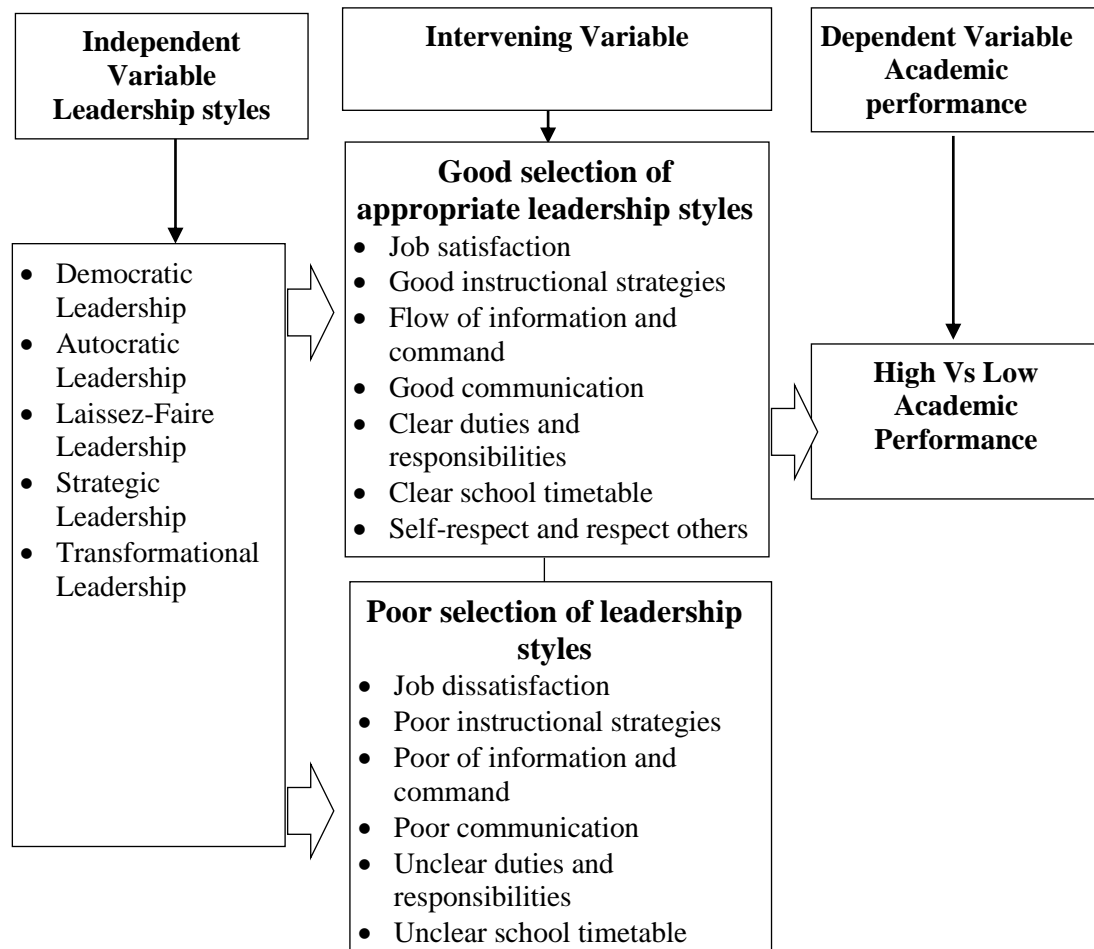 Independent
Variable
Leadership styles
Intervening Variable
Dependent Variable
Academic
performance
• Democratic
Leadership
• Autocratic
Leadership
• Laissez-Faire
Leadership
• Strategic
Leadership
• Transformational
Leadership
Good selection of
appropriate leadership styles
• Job satisfaction
• Good instructional strategies
• Flow of information and
command
• Good communication
• Clear duties and
responsibilities
• Clear school timetable
• Self-respect and respect others
Poor selection of leadership
styles
• Job dissatisfaction
• Poor instructional strategies
• Poor of information and
command
• Poor communication
• Unclear duties and
responsibilities
• Unclear school timetable
High Vs Low
Academic
Performance